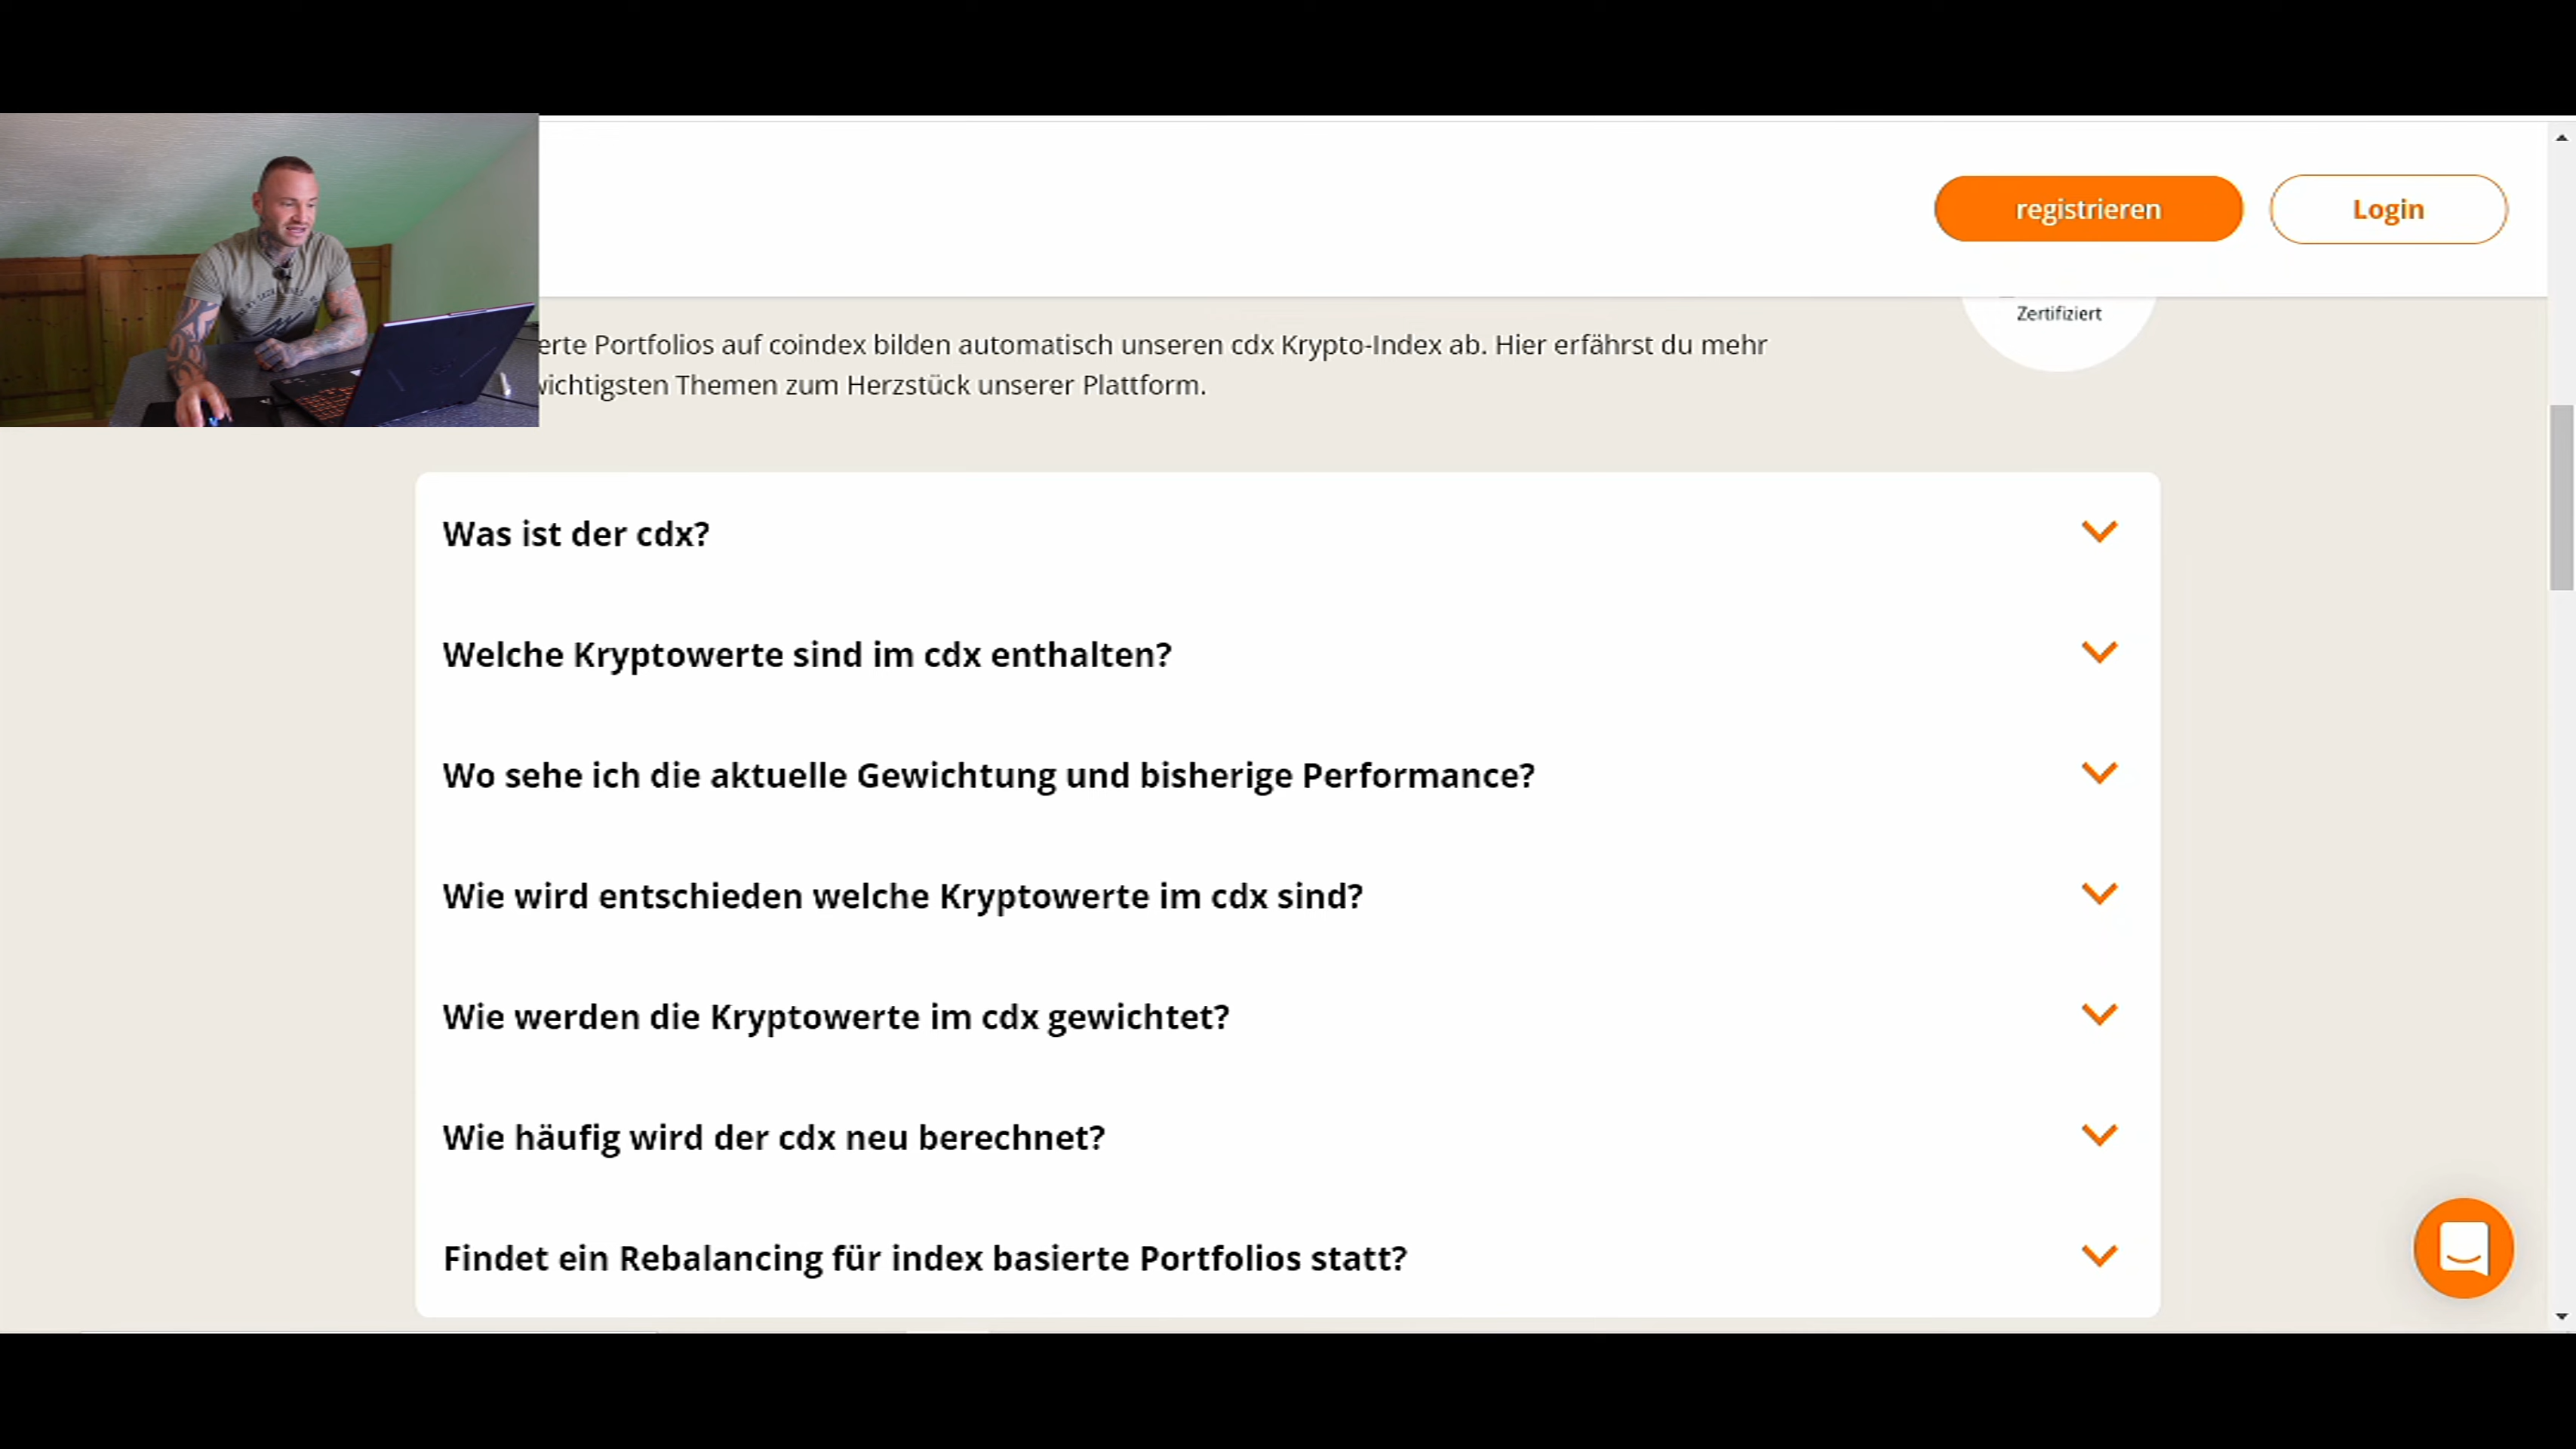 registrieren
Login
Zertifiziert
erte Portfolios auf coindex bilden automatisch unseren cdx Krypto-Index ab. Hier erfährst du mehr
wichtigsten Themen zum Herzstück unserer Plattform.
Was ist der cdx?
Welche Kryptowerte sind im cdx enthalten?
Wo sehe ich die aktuelle Gewichtung und bisherige Performance?
Wie wird entschieden welche Kryptowerte im cdx sind?
Wie werden die Kryptowerte im cdx gewichtet?
Wie häufig wird der cdx neu berechnet?
Findet ein Rebalancing für index basierte Portfolios statt?